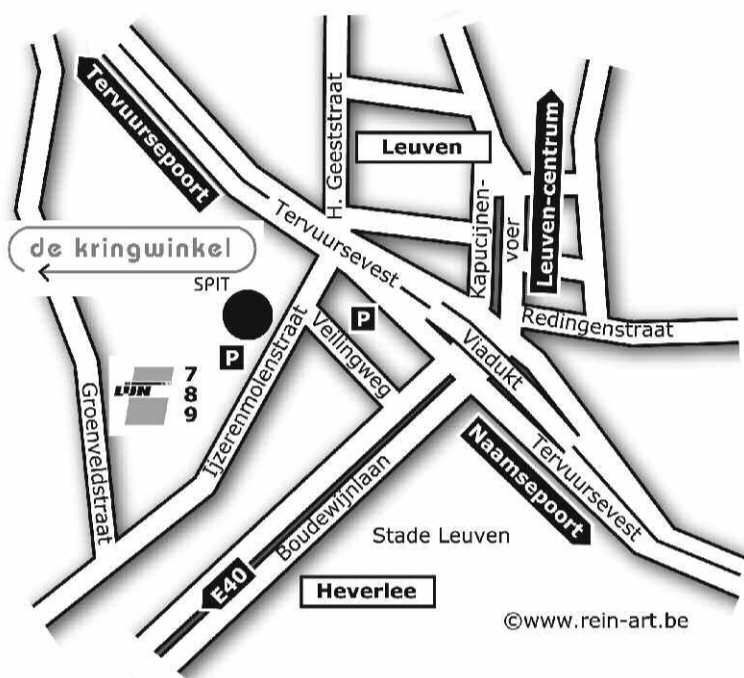 Tervuursepoort
H. Geeststraat
Leuven
Leuven-centrum
Kapucijnen-
voer
Tervuursevest
de kringwinkel
SPIT
P
P
Veilingweg
Viadukt
Redingenstraat
LIJN
7
8
9
Groenveldstraat
Ijzerenmolenstraat
Boudewijnlaan
Naamsepoort
Tervuursevest
Stade Leuven
E40
Heverlee
©www.rein-art.be